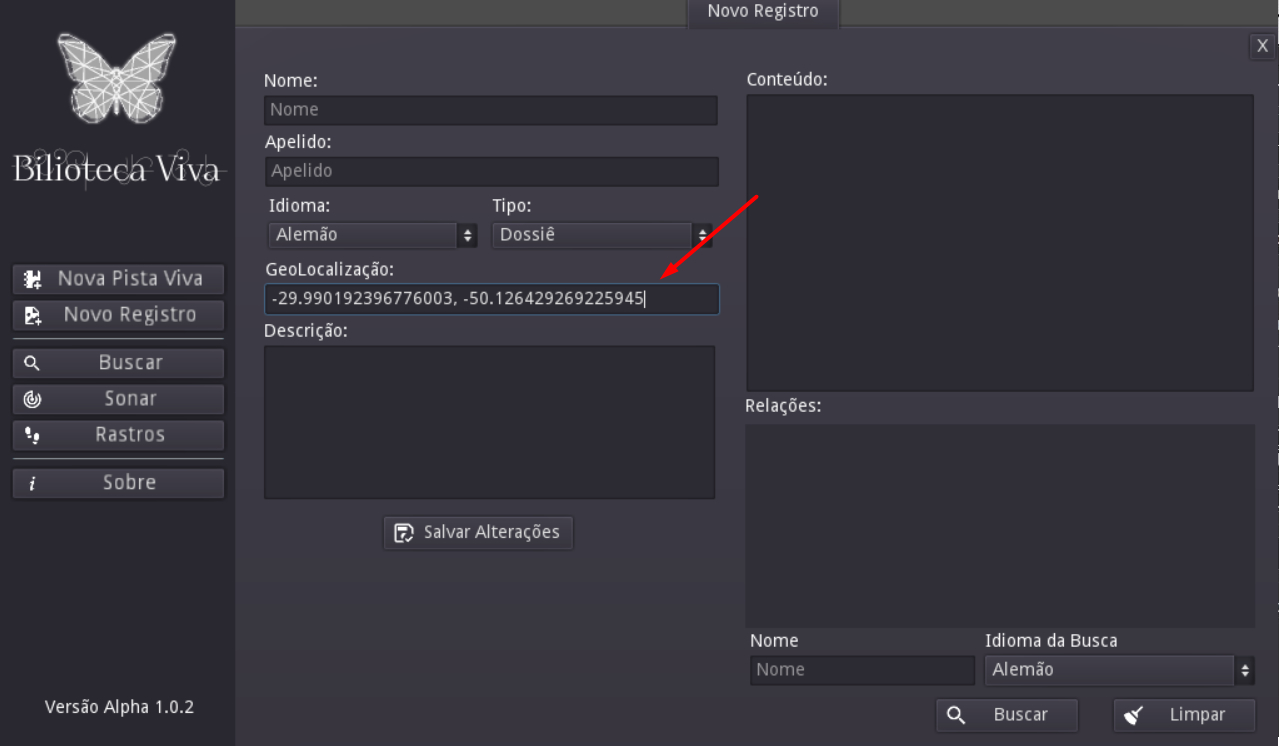 Bilioteca Viva
Nova Pista Viva
Novo Registro
Buscar
Sonar
Rastros
Sobre
Versão Alpha 1.0.2
Novo Registro
X
Nome:
Nome
Apelido:
Apelido
Idioma:
Tipo:
Alemão
Dossiê
GeoLocalização:
-29.990192396776003, -50.126429269225945
Descrição:
Salvar Alterações
Conteúdo:
Relações:
Nome
Idioma da Busca
Nome
Alemão
Buscar
Limpar